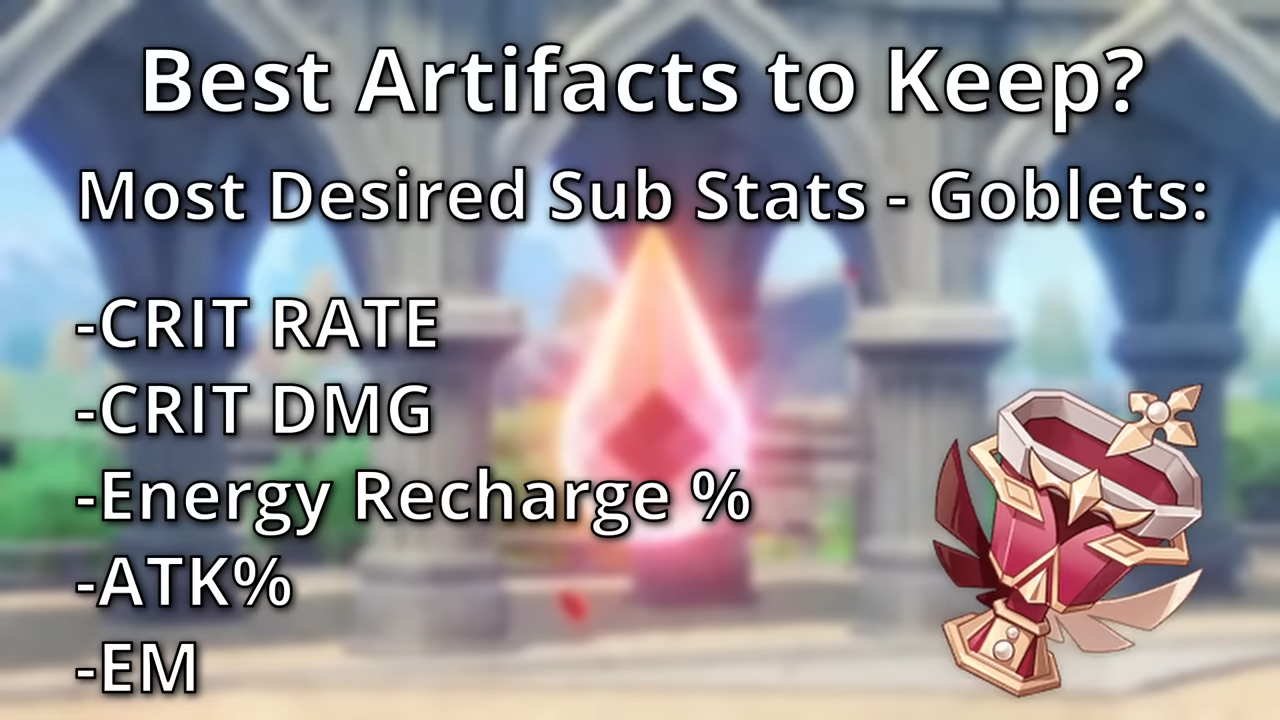 Best Artifacts to Keep?
Most Desired Sub Stats - Goblets:
-CRIT RATE
-CRIT DMG
-Energy Recharge %
-ATK%
-EM